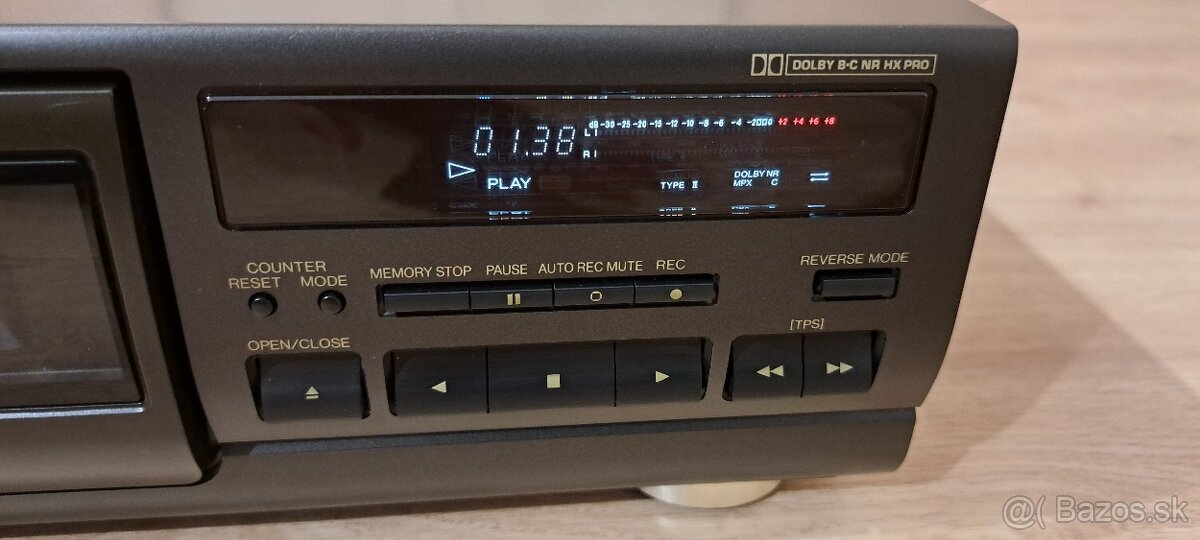 DOLBY B·C NR HX PRO
dB -30 -25 -20 -15 -12 -10 -8 -6 -4 -2 0 +2 +4 +6 +8
01.38
L
R
PLAY
TYPE II
DOLBY NR
MPX C
COUNTER
RESET MODE
MEMORY STOP PAUSE AUTO REC MUTE REC
REVERSE MODE
OPEN/CLOSE
[TPS]
@( Bazos.sk